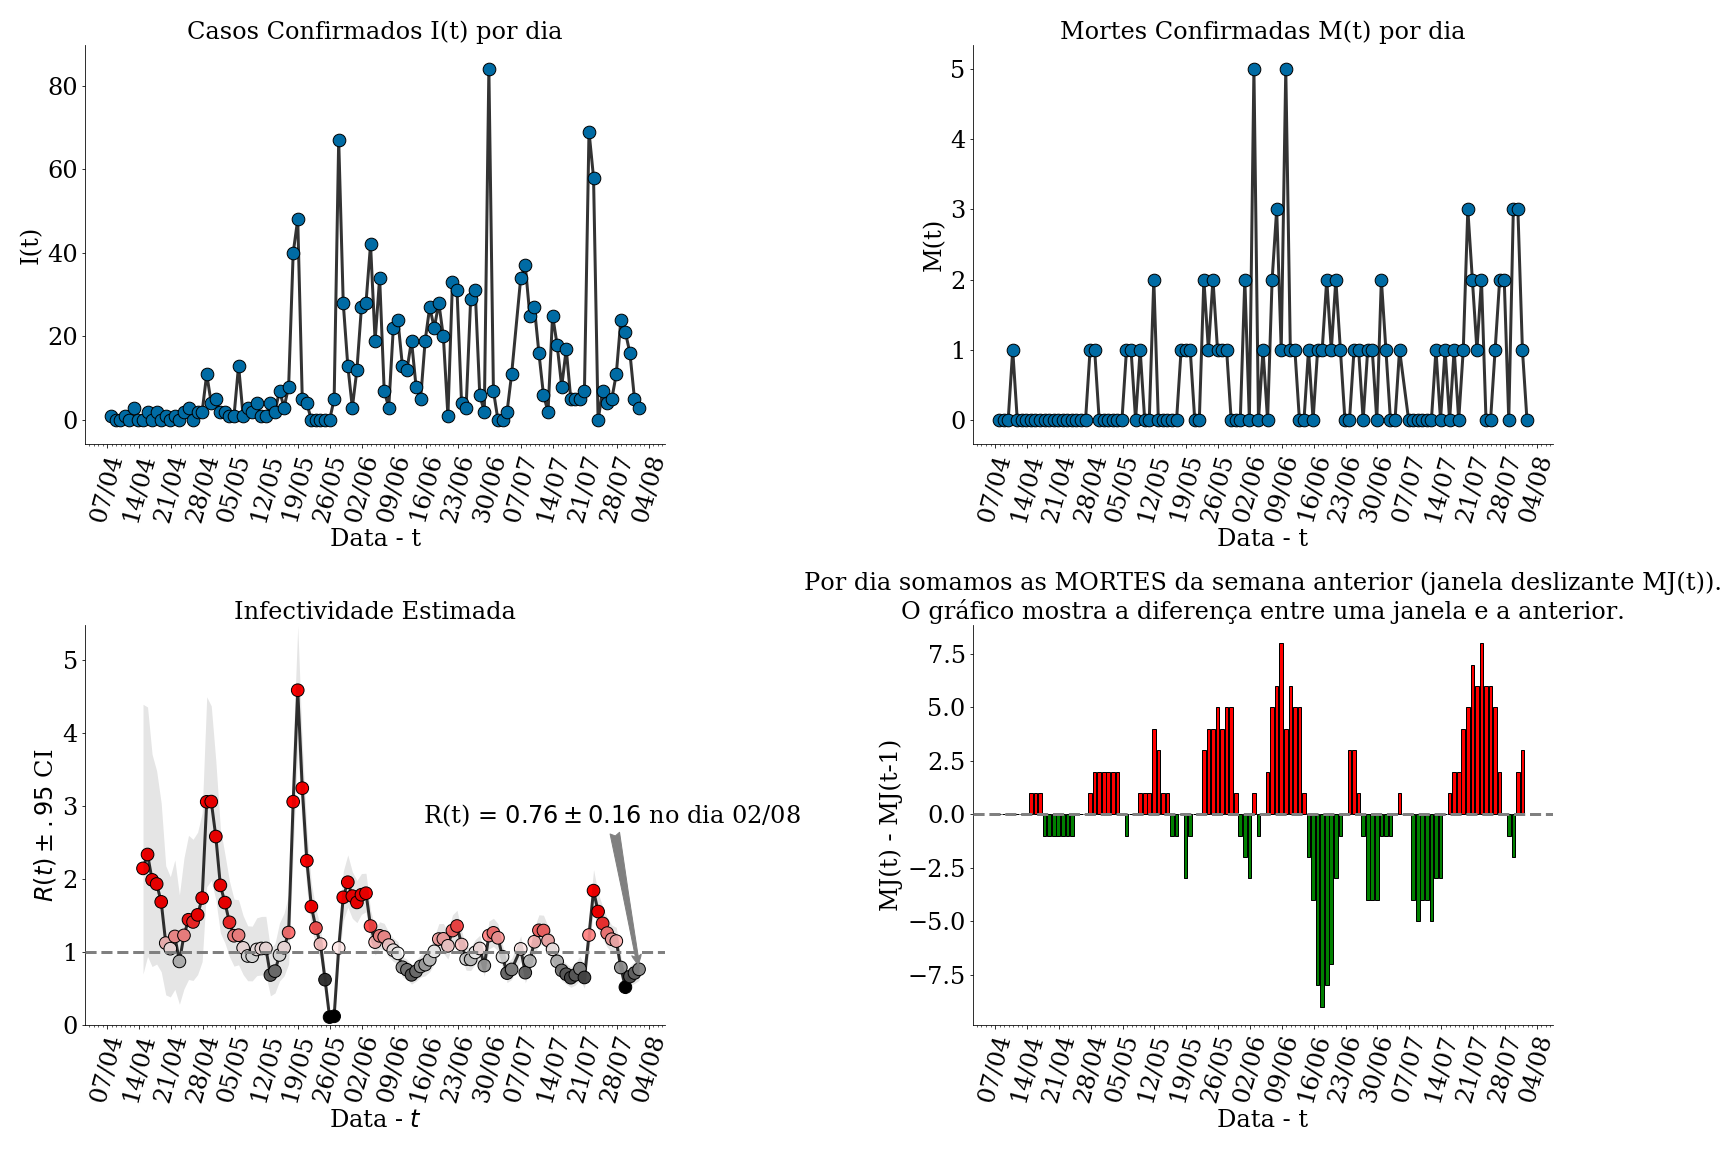 Casos Confirmados I(t) por dia
80
60
40
20
0
I(t)
07/04 14/04 21/04 28/04 05/05 12/05 19/05 26/05 02/06 09/06 16/06 23/06 30/06 07/07 14/07 21/07 28/07 04/08
Data - t
Mortes Confirmadas M(t) por dia
5
4
3
2
1
0
M(t)
07/04 14/04 21/04 28/04 05/05 12/05 19/05 26/05 02/06 09/06 16/06 23/06 30/06 07/07 14/07 21/07 28/07 04/08
Data - t
Infectividade Estimada
5
4
3
2
1
0
R(t) ± . 95 CI
R(t) = 0.76 ± 0.16 no dia 02/08
07/04 14/04 21/04 28/04 05/05 12/05 19/05 26/05 02/06 09/06 16/06 23/06 30/06 07/07 14/07 21/07 28/07 04/08
Data - t
Por dia somamos as MORTES da semana anterior (janela deslizante MJ(t)).
O gráfico mostra a diferença entre uma janela e a anterior.
7.5
5.0
2.5
0.0
−2.5
−5.0
−7.5
MJ(t) - MJ(t-1)
07/04 14/04 21/04 28/04 05/05 12/05 19/05 26/05 02/06 09/06 16/06 23/06 30/06 07/07 14/07 21/07 28/07 04/08
Data - t